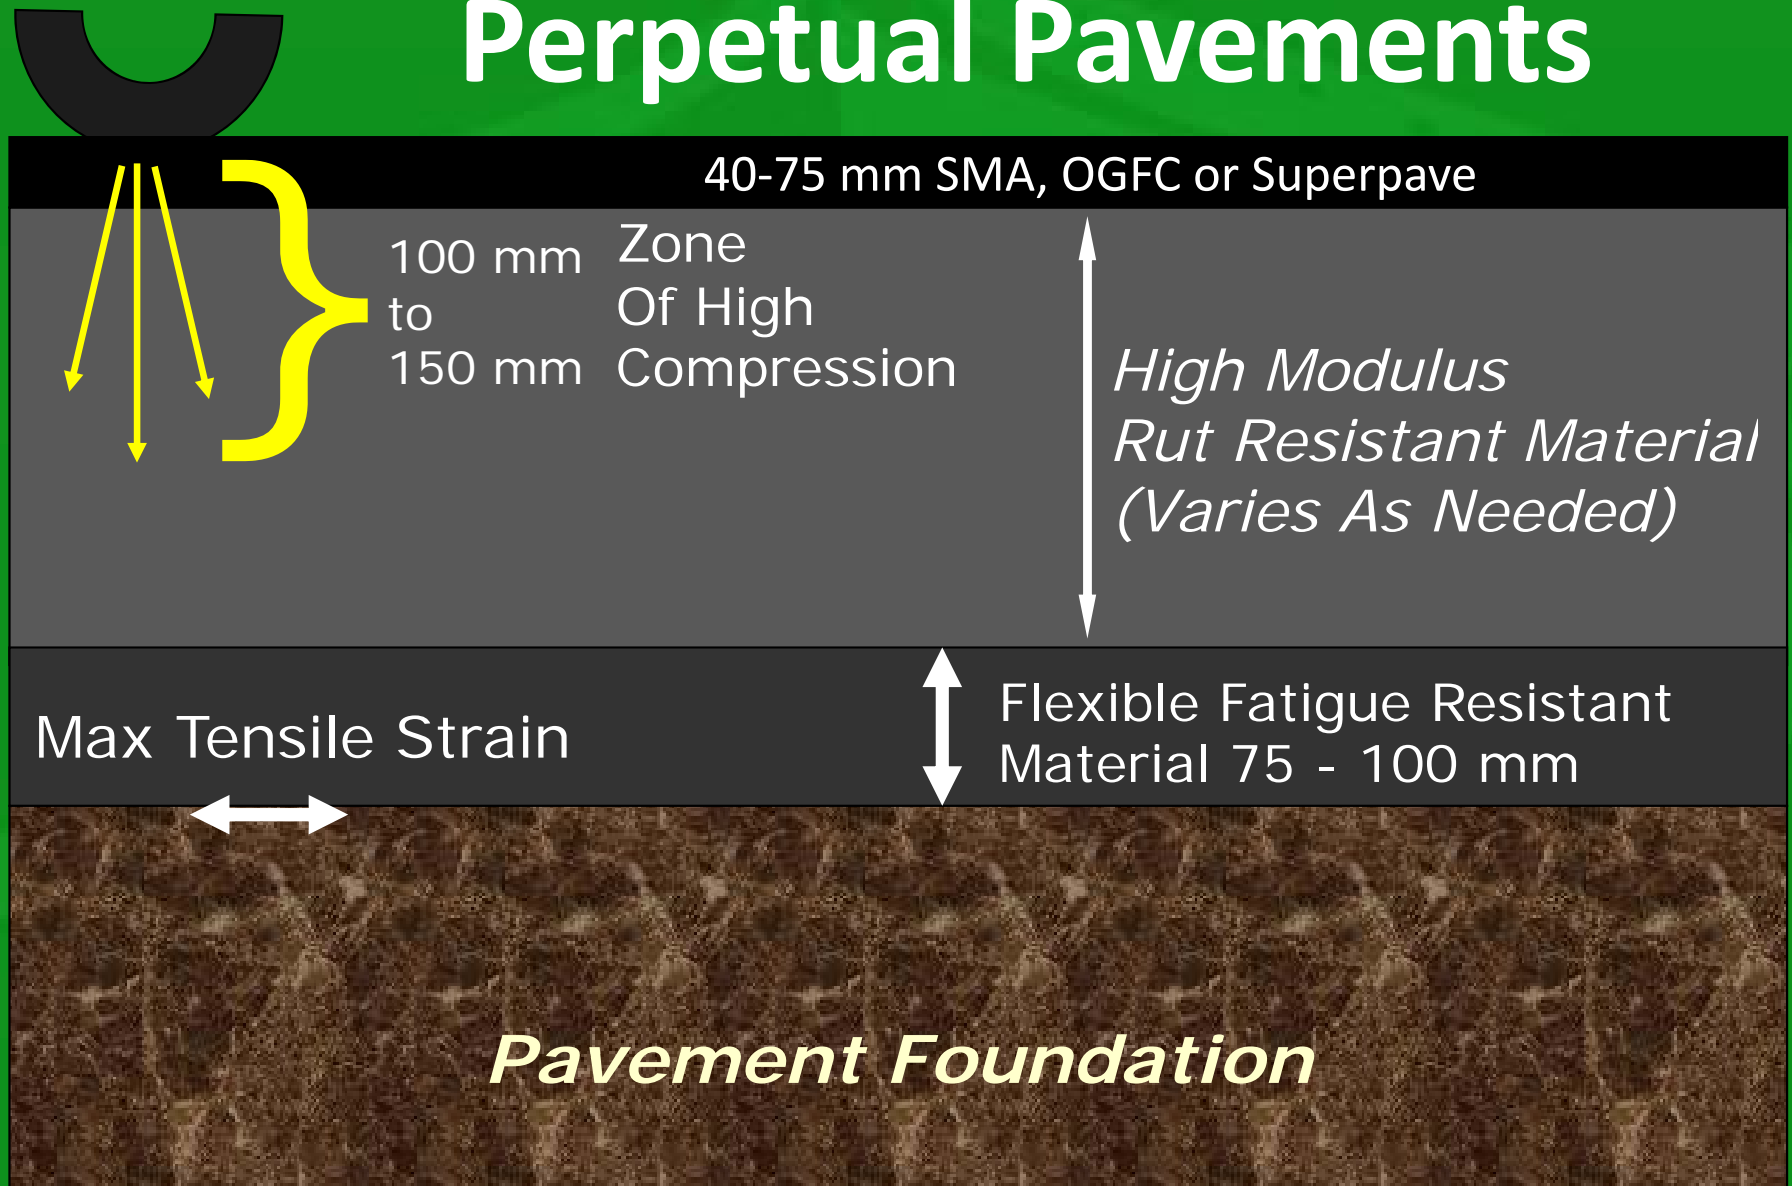 Perpetual Pavements
40-75 mm SMA, OGFC or Superpave
100 mm
to
150 mm
Zone
Of High
Compression
High Modulus
Rut Resistant Material
(Varies As Needed)
Max Tensile Strain
Flexible Fatigue Resistant
Material 75 - 100 mm
Pavement Foundation